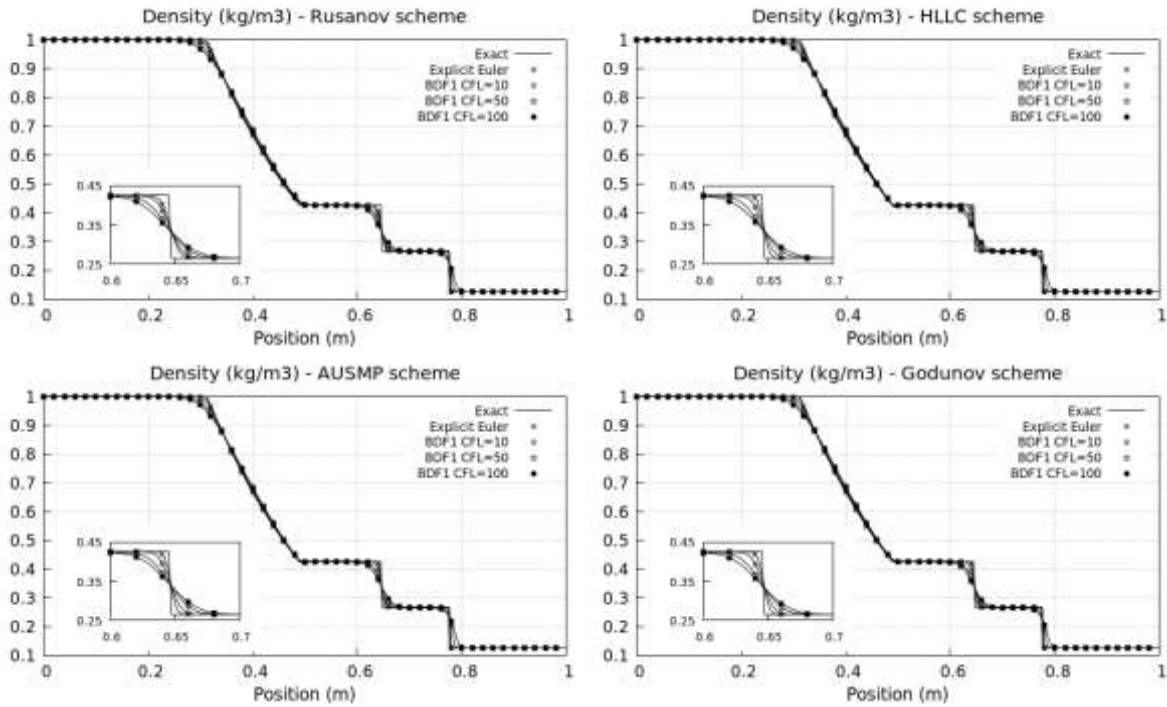 Density (kg/m3) - Rusanov scheme
Exact
Explicit Euler
BDF1 CFL=10
BDF1 CFL=50
BDF1 CFL=100
1
0.9
0.8
0.7
0.6
0.5
0.4
0.3
0.2
0.1
0.45
0.35
0.25
0.6 0.65 0.7
0 0.2 0.4 0.6 0.8 1
Position (m)
Density (kg/m3) - HLLC scheme
Exact
Explicit Euler
BDF1 CFL=10
BDF1 CFL=50
BDF1 CFL=100
1
0.9
0.8
0.7
0.6
0.5
0.4
0.3
0.2
0.1
0.45
0.35
0.25
0.6 0.65 0.7
0 0.2 0.4 0.6 0.8 1
Position (m)
Density (kg/m3) - AUSMP scheme
Exact
Explicit Euler
BDF1 CFL=10
BDF1 CFL=50
BDF1 CFL=100
1
0.9
0.8
0.7
0.6
0.5
0.4
0.3
0.2
0.1
0.45
0.35
0.25
0.6 0.65 0.7
0 0.2 0.4 0.6 0.8 1
Position (m)
Density (kg/m3) - Godunov scheme
Exact
Explicit Euler
BDF1 CFL=10
BDF1 CFL=50
BDF1 CFL=100
1
0.9
0.8
0.7
0.6
0.5
0.4
0.3
0.2
0.1
0.45
0.35
0.25
0.6 0.65 0.7
0 0.2 0.4 0.6 0.8 1
Position (m)